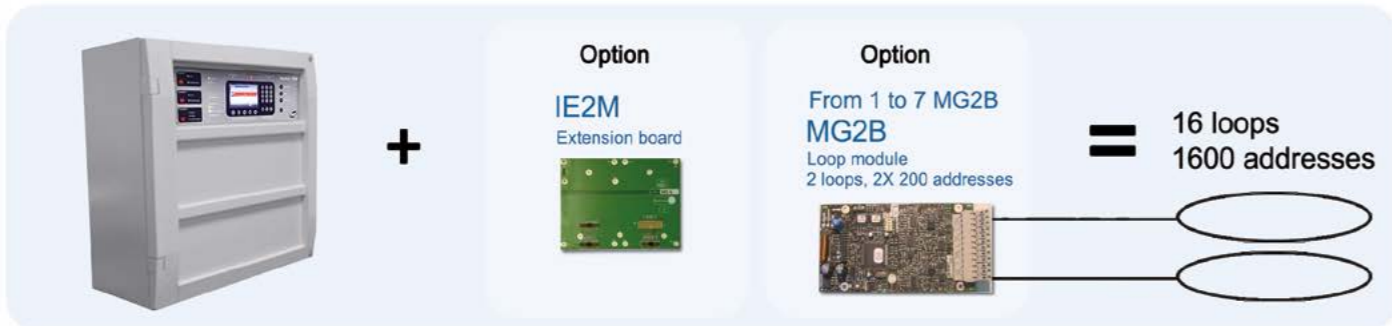 Option
IE2M
Extension board
Option
From 1 to 7 MG2B
MG2B
Loop module
2 loops, 2X 200 addresses
+
=
16 loops
1600 addresses